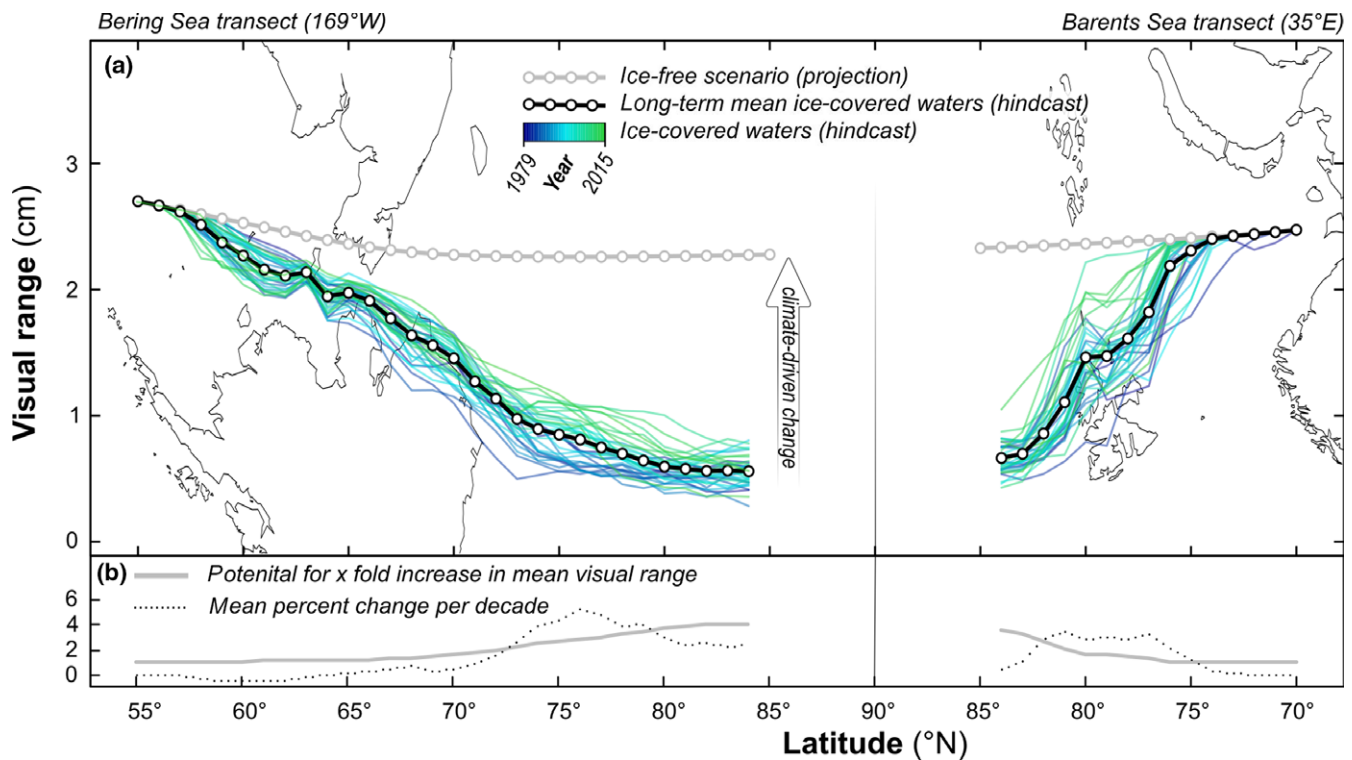 Bering Sea transect (169°W)
Barents Sea transect (35°E)
(a)
Ice-free scenario (projection)
Long-term mean ice-covered waters (hindcast)
Ice-covered waters (hindcast)
1979
Year
2015
Visual range (cm)
3
2
1
0
climate-driven change
(b)
Potenital for x fold increase in mean visual range
Mean percent change per decade
6
4
2
0
55° 60° 65° 70° 75° 80° 85° 90° 85° 80° 75° 70°
Latitude (°N)